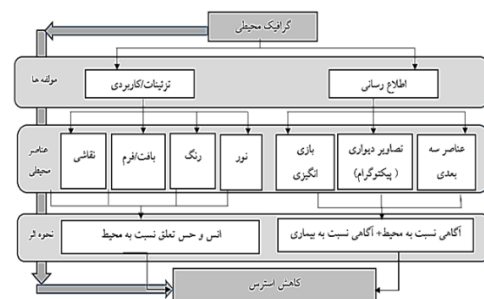 گرافیک محیطی
مولفه ها
اطلاع رسانی
تزئینات/کاربردی
عناصر محیطی
عناصر سه
بعدی
تصاویر دیواری
(پیکتوگرام)
بازی
انگیزی
نور
رنگ
بافت/فرم
نقاشی
نحوه اثر
آگاهی نسبت به محیط+ آگاهی نسبت به بیماری
انس و حس تعلق نسبت به محیط
کاهش استرس